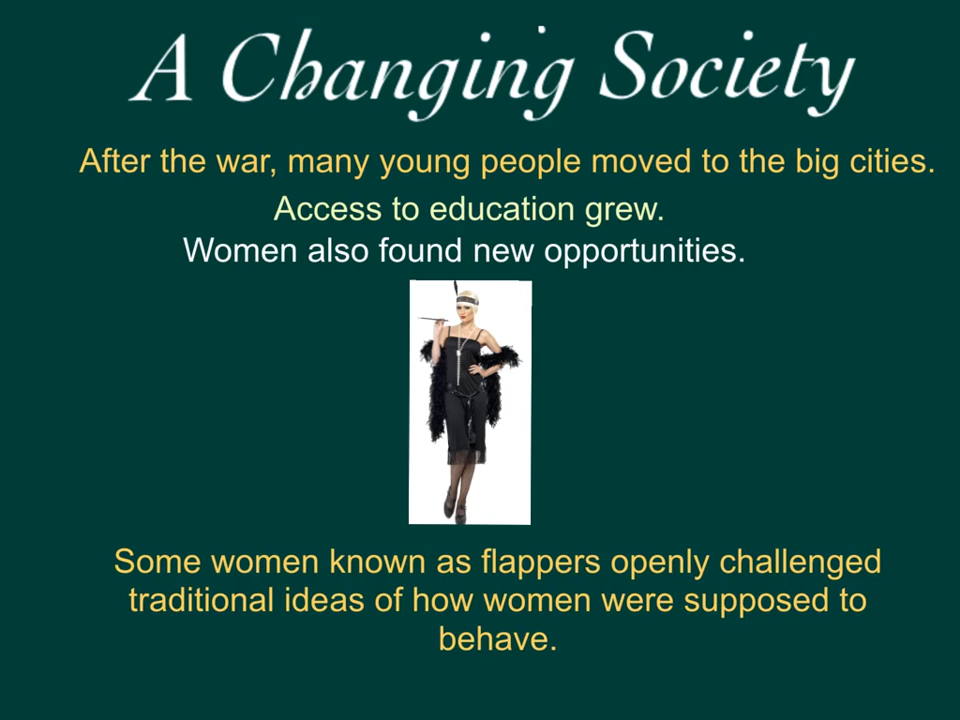 A Changing Society
After the war, many young people moved to the big cities.
Access to education grew.
Women also found new opportunities.
Some women known as flappers openly challenged
traditional ideas of how women were supposed to
behave.